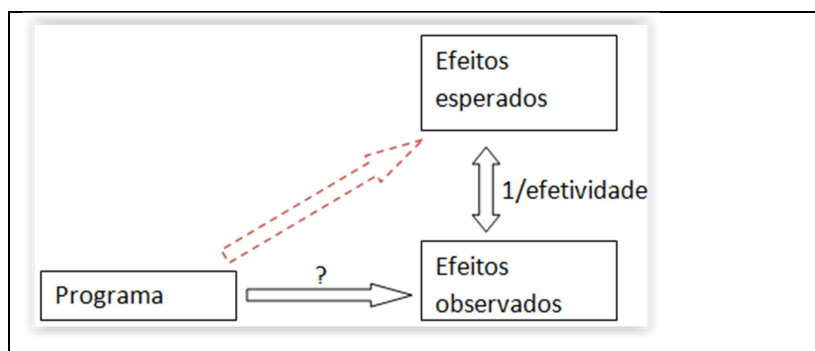 Efeitos
esperados
1/efetividade
?
Programa
Efeitos
observados